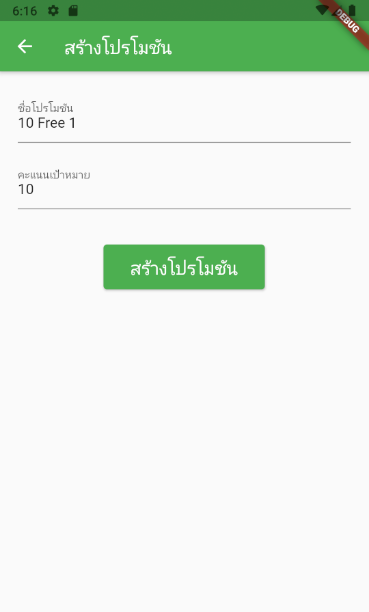 6:16
DEBUG
สร้างโปรโมชัน
ชื่อโปรโมชัน
10 Free 1
คะแนนเป้าหมาย
10
สร้างโปรโมชัน